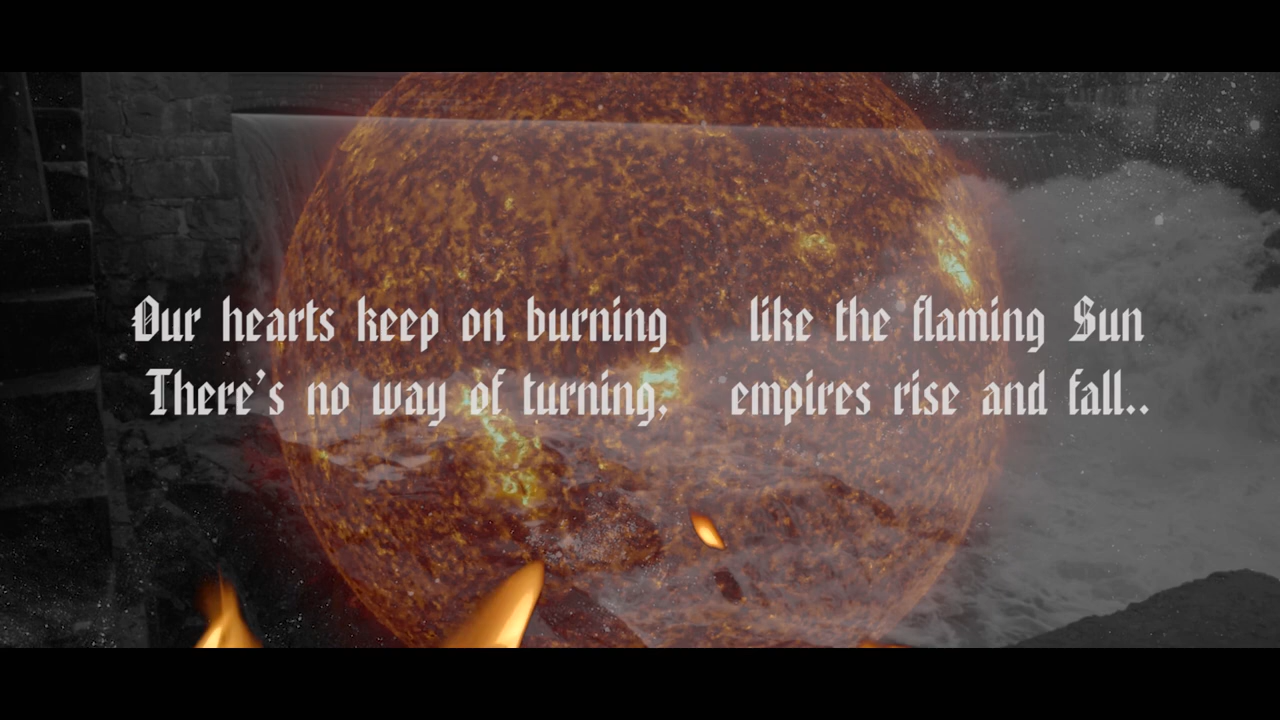 Our hearts keep on burning like the flaming Sun
There's no way of turning, empires rise and fall..